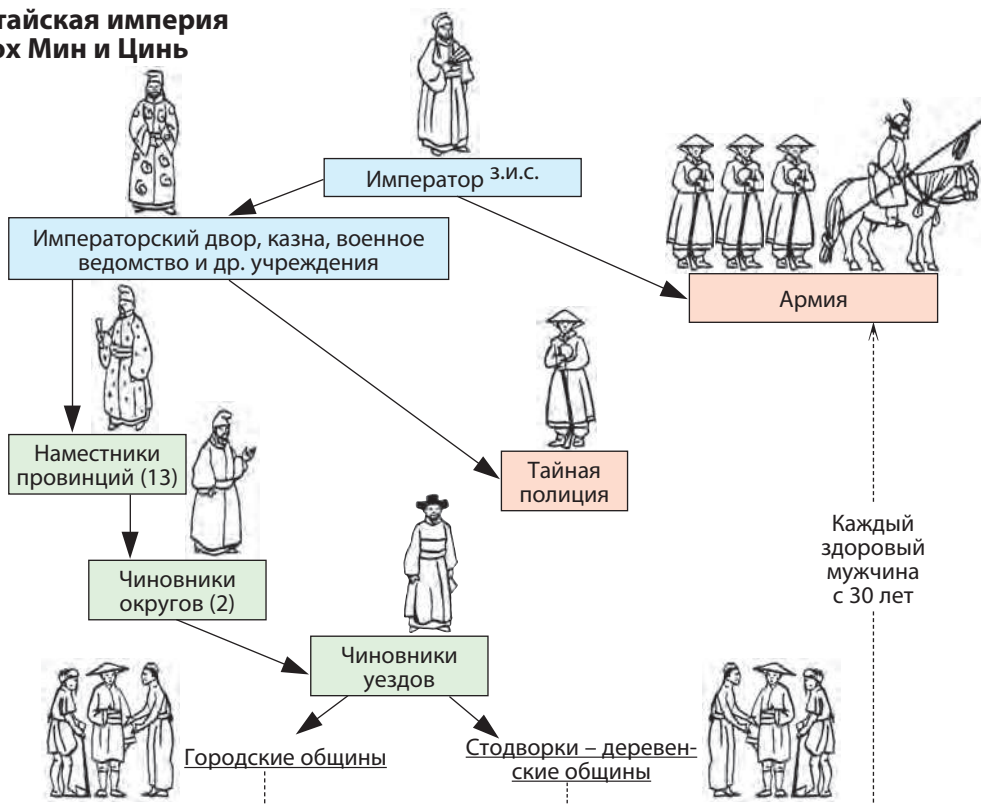 тайская империя
ох Мин и Цинь
Император з.и.с.
Императорский двор, казна, военное
ведомство и др. учреждения
Армия
Наместники
провинций (13)
Тайная
полиция
Каждый
здоровый
мужчина
с 30 лет
Чиновники
округов (2)
Чиновники
уездов
Городские общины
Стодворки – деревен-
ские общины